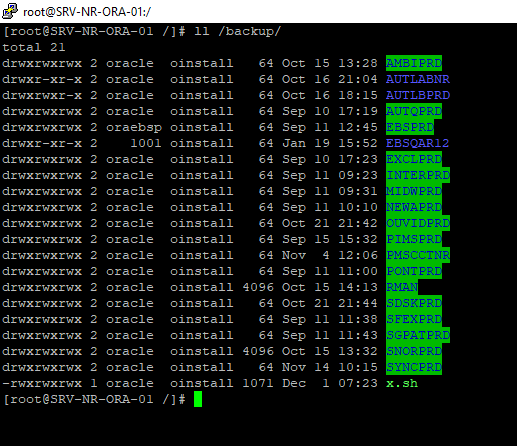 root@SRV-NR-ORA-01:/
[root@SRV-NR-ORA-01 /]# ll /backup/
total 21
drwxrwxrwx 2 oracle  oinstall   64 Oct 15 13:28 AMBIPRD
drwxr-xr-x 2 oracle  oinstall   64 Oct 16 21:04 AUTLABNR
drwxr-xr-x 2 oracle  oinstall   64 Oct 16 18:15 AUTLBPRD
drwxrwxrwx 2 oracle  oinstall   64 Sep 10 17:19 AUTQPRD
drwxrwxrwx 2 oraebsp oinstall   64 Sep 11 12:45 EBSPRD
drwxr-xr-x 2    1001 oinstall   64 Jan 19 15:52 EBSQAR12
drwxrwxrwx 2 oracle  oinstall   64 Sep 10 17:23 EXCLPRD
drwxrwxrwx 2 oracle  oinstall   64 Sep 11 09:23 INTERPRD
drwxrwxrwx 2 oracle  oinstall   64 Sep 11 09:31 MIDWPRD
drwxrwxrwx 2 oracle  oinstall   64 Sep 11 10:10 NEWAPRD
drwxrwxrwx 2 oracle  oinstall   64 Oct 21 21:42 OUVIDPRD
drwxrwxrwx 2 oracle  oinstall   64 Sep 15 15:32 PIMSPRD
drwxrwxrwx 2 oracle  oinstall   64 Nov  4 12:06 PMSCCTNR
drwxrwxrwx 2 oracle  oinstall   64 Sep 11 11:00 PONTPRD
drwxrwxrwx 2 oracle  oinstall 4096 Oct 15 14:13 RMAN
drwxrwxrwx 2 oracle  oinstall   64 Oct 21 21:44 SDSKPRD
drwxrwxrwx 2 oracle  oinstall   64 Sep 11 11:38 SFEXPRD
drwxrwxrwx 2 oracle  oinstall   64 Sep 11 11:43 SGPATPRD
drwxrwxrwx 2 oracle  oinstall 4096 Oct 15 13:32 SNORPRD
drwxrwxrwx 2 oracle  oinstall   64 Nov 14 10:15 SYNCPRD
-rwxrwxrwx 1 oracle  oinstall 1071 Dec  1 07:23 x.sh
[root@SRV-NR-ORA-01 /]#